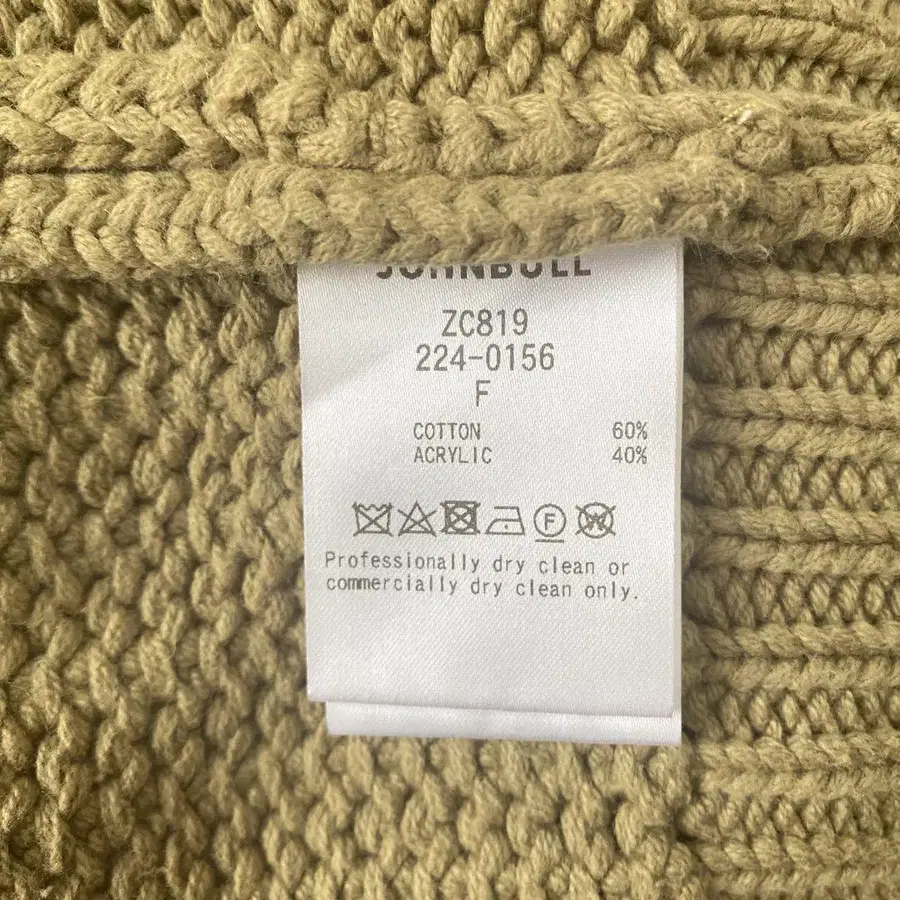 JOHNBULL
ZC819
224-0156
F
COTTON 60%
ACRYLIC 40%
F W
Professionally dry clean or
commercially dry clean only.